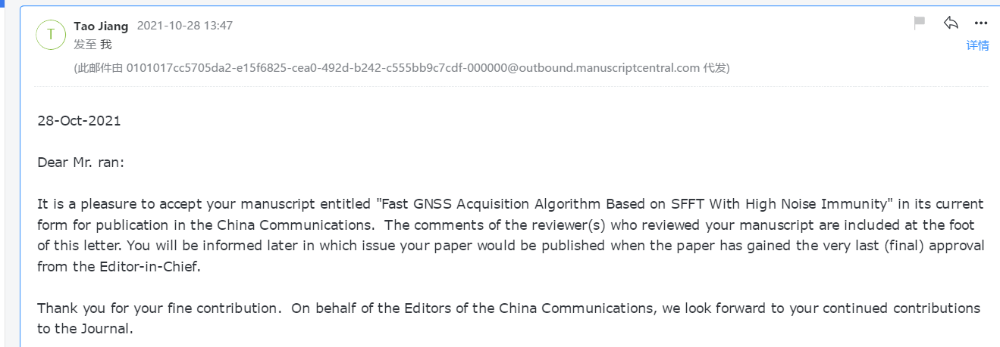 T
Tao Jiang 2021-10-28 13:47
发至 我
详情
(此邮件由 0101017cc5705da2-e15f6825-cea0-492d-b242-c555bb9c7cdf-000000@outbound.manuscriptcentral.com 代发)
28-Oct-2021
Dear Mr. ran:
It is a pleasure to accept your manuscript entitled "Fast GNSS Acquisition Algorithm Based on SFFT With High Noise Immunity" in its current
form for publication in the China Communications.  The comments of the reviewer(s) who reviewed your manuscript are included at the foot
of this letter. You will be informed later in which issue your paper would be published when the paper has gained the very last (final) approval
from the Editor-in-Chief.
Thank you for your fine contribution.  On behalf of the Editors of the China Communications, we look forward to your continued contributions
to the Journal.